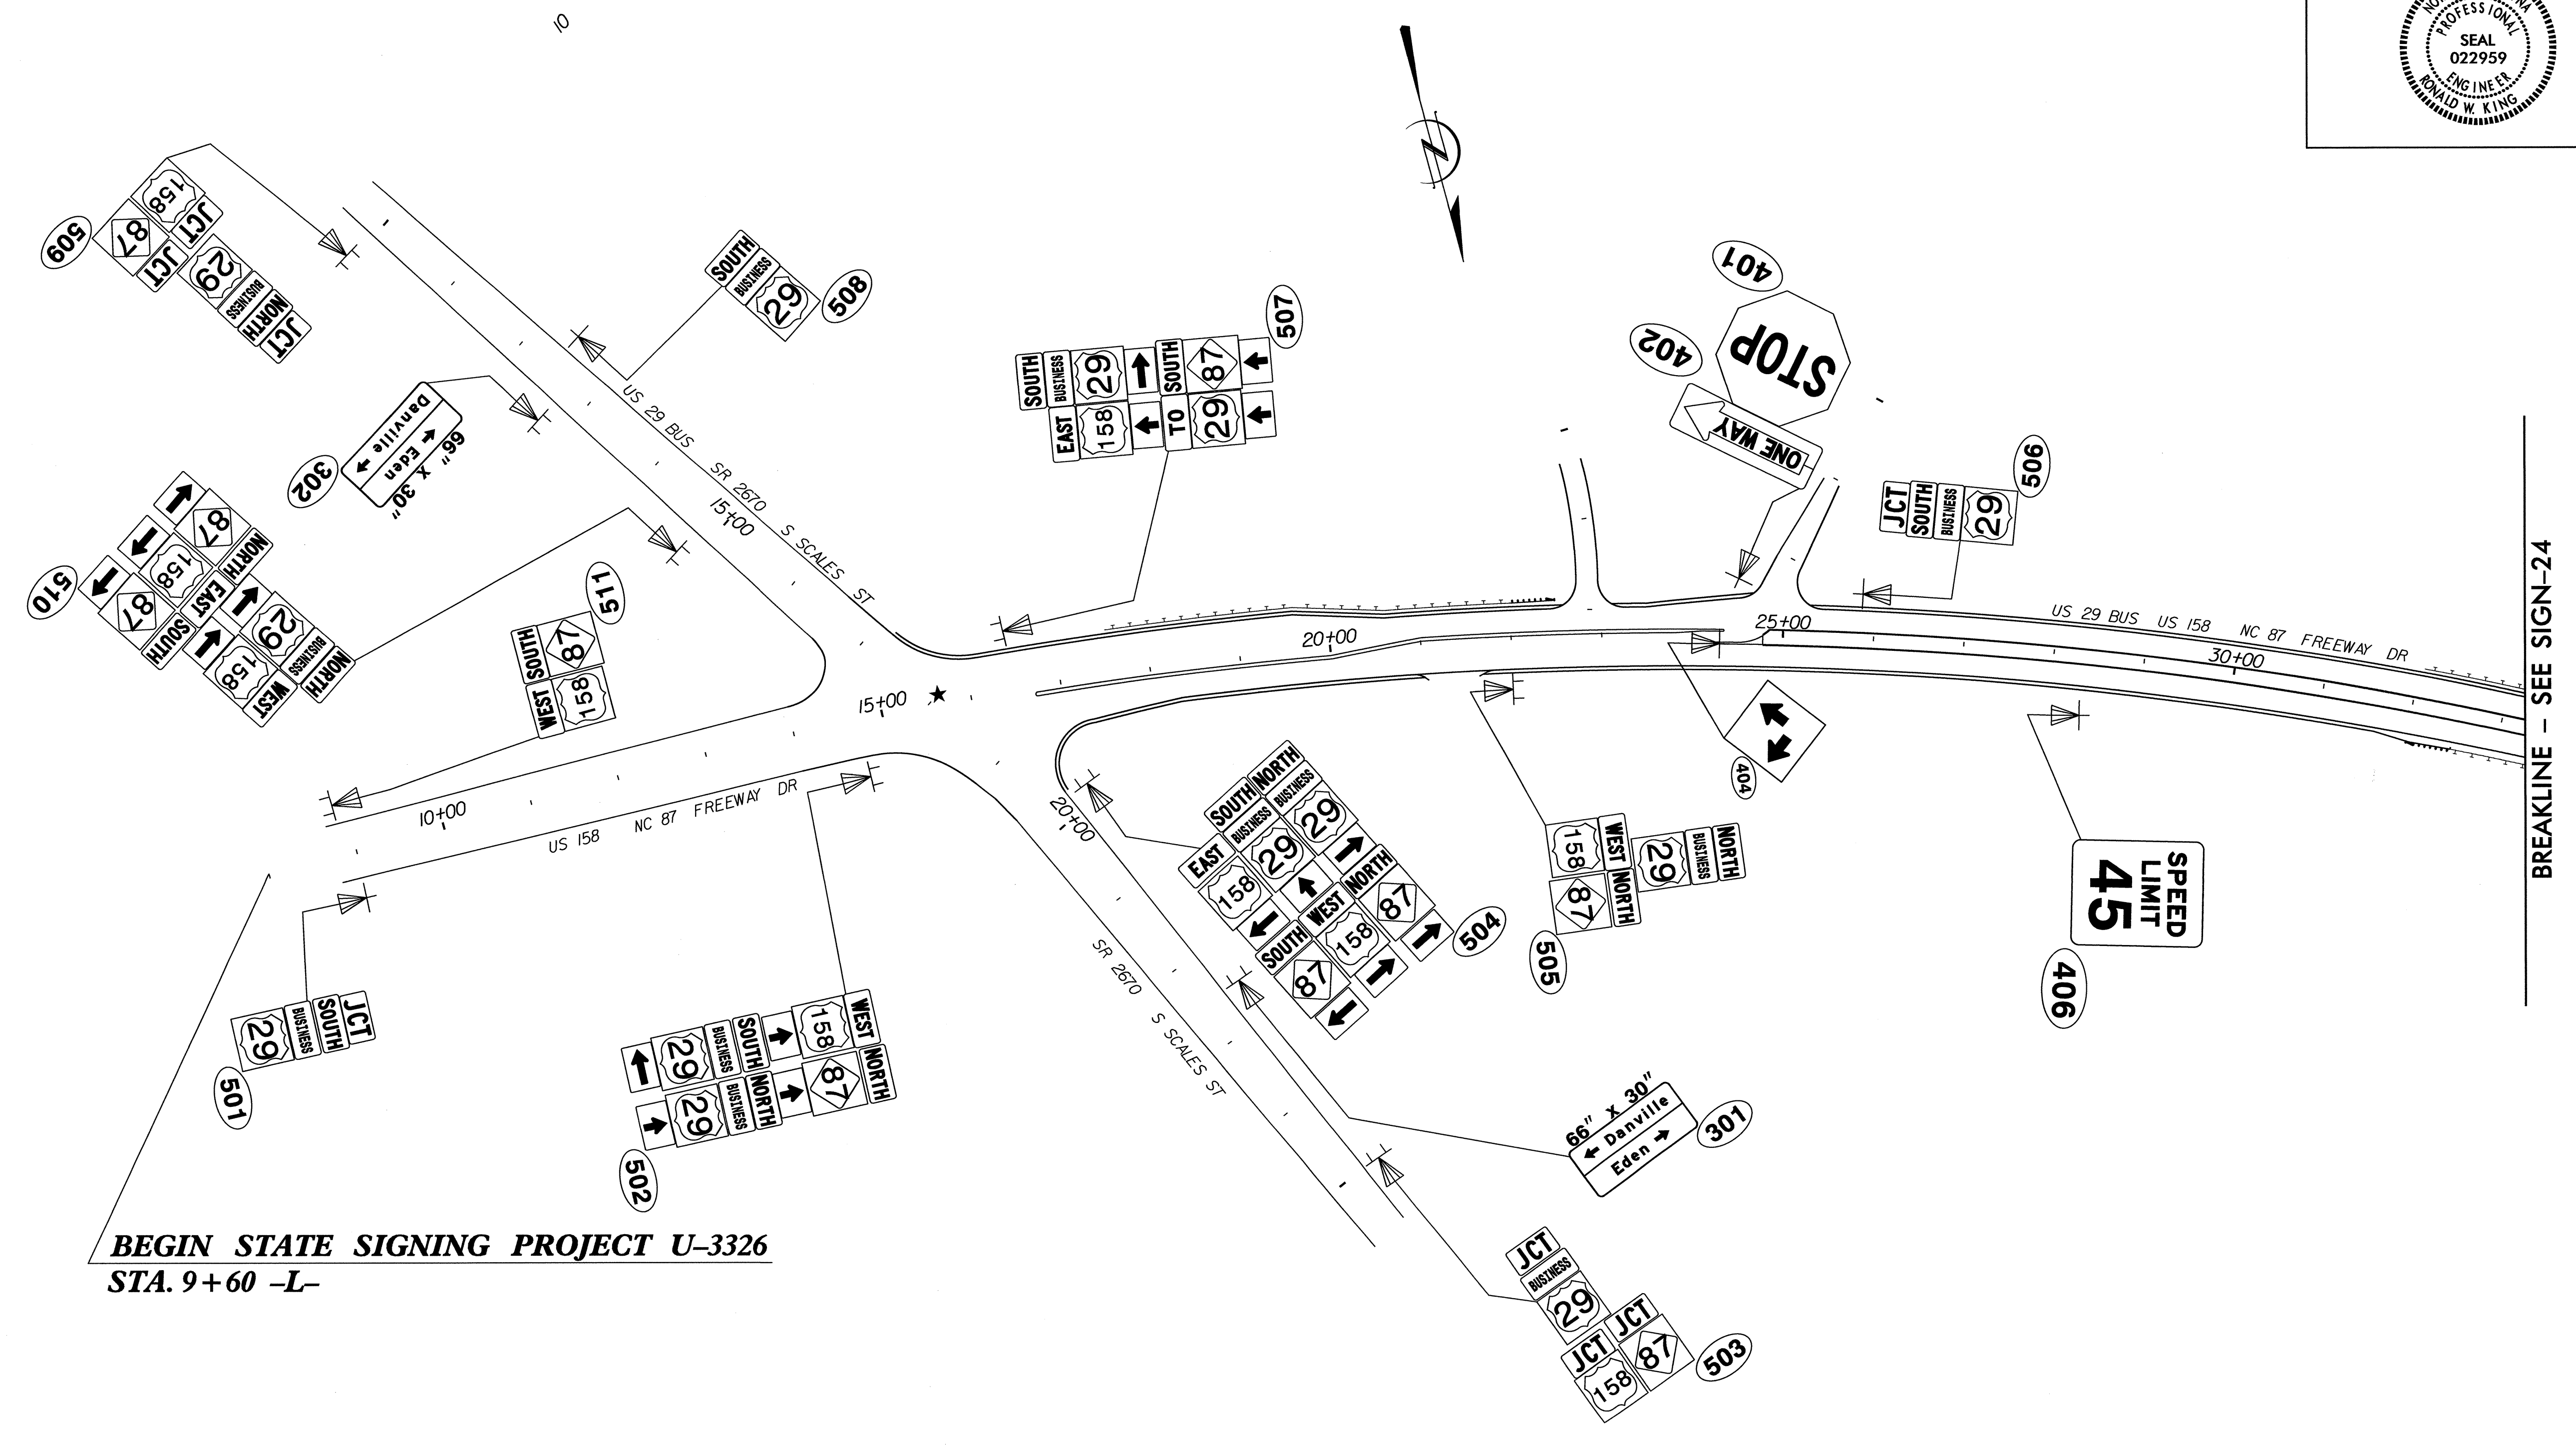 10
NO
NA
PROFESSIONAL
SEAL
022959
ENGINEER
RONALD W. KING
509
158
JCT
87
JCT
29
BUSINESS
NORTH
JCT
SOUTH
BUSINESS
29
508
302
Danville
Eden
66" x 30"
US 29 BUS   SR 2670   S SCALES ST
15+00
SOUTH
BUSINESS
29
SOUTH
87
EAST
158
TO
29
507
401
STOP
402
ONE WAY
JCT
SOUTH
BUSINESS
29
506
510
87
NORTH
158
EAST
87
SOUTH
29
BUSINESS
NORTH
158
WEST
511
SOUTH
87
WEST
158
15+00
20+00
25+00
30+00
US 29 BUS   US 158   NC 87   FREEWAY   DR
BREAKLINE – SEE SIGN–24
10+00
US 158   NC 87   FREEWAY   DR
404
20+00
SR 2670   S SCALES ST
NORTH
BUSINESS
29
SOUTH
BUSINESS
29
EAST
158
NORTH
87
WEST
158
SOUTH
87
504
WEST
158
NORTH
87
NORTH
BUSINESS
29
505
SPEED
LIMIT
45
406
JCT
SOUTH
BUSINESS
29
501
WEST
158
SOUTH
BUSINESS
29
NORTH
87
NORTH
BUSINESS
29
502
66" x 30"
Danville
Eden
301
JCT
BUSINESS
29
JCT
87
JCT
158
503
BEGIN STATE SIGNING PROJECT U–3326
STA. 9+60 –L–